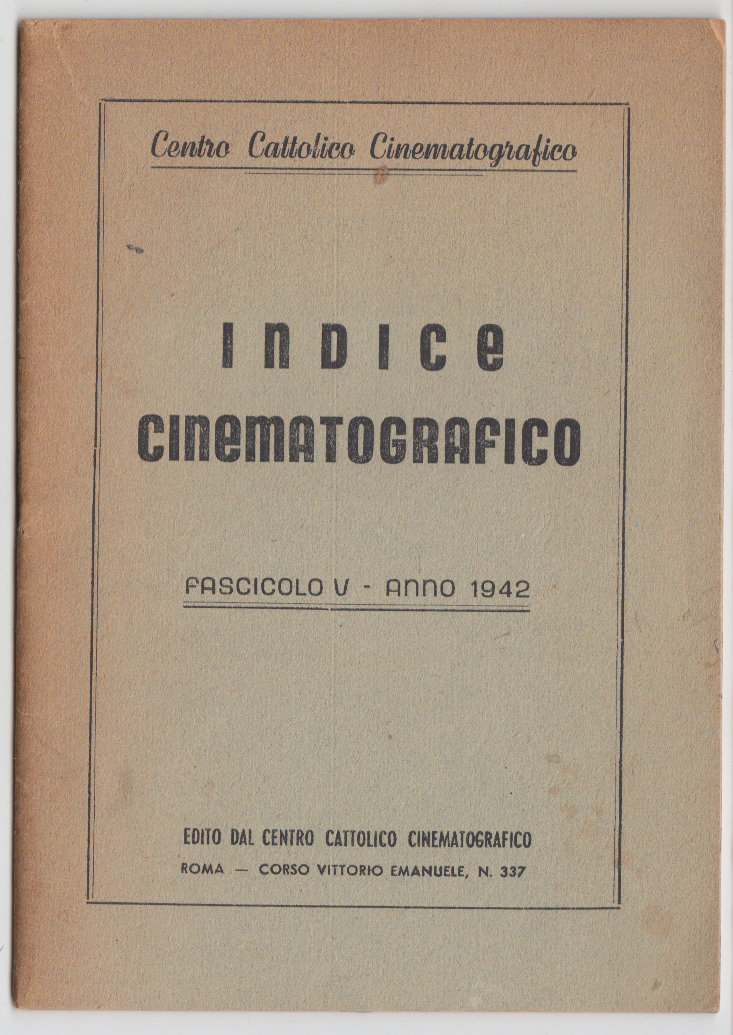 Centro Cattolico Cinematografico
INDICE
CINEMATOGRAFICO
FASCICOLO V - ANNO 1942
EDITO DAL CENTRO CATTOLICO CINEMATOGRAFICO
ROMA — CORSO VITTORIO EMANUELE, N. 337